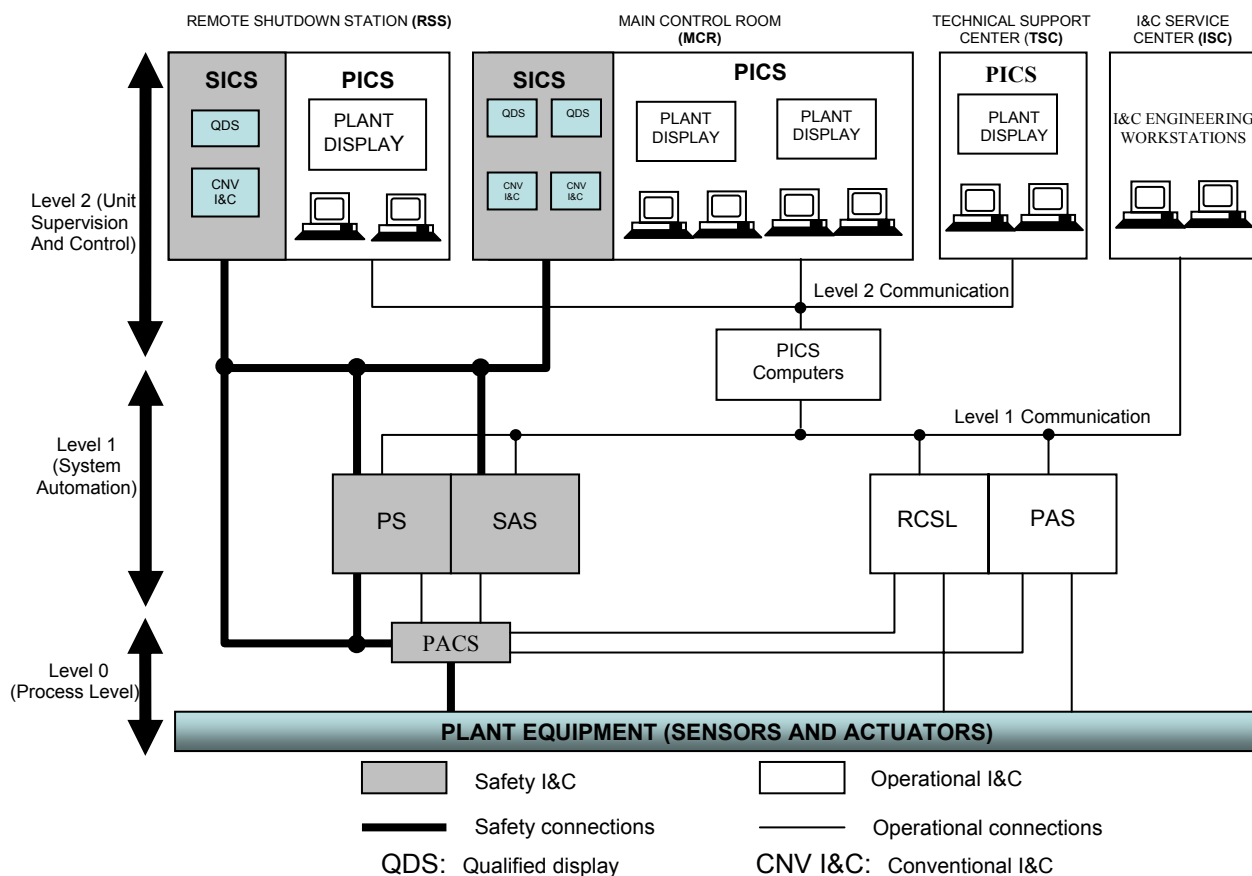 REMOTE SHUTDOWN STATION (RSS)
MAIN CONTROL ROOM
(MCR)
TECHNICAL SUPPORT
CENTER (TSC)
I&C SERVICE
CENTER (ISC)
SICS
PICS
SICS
PICS
PICS
QDS
PLANT
DISPLAY
QDS
QDS
PLANT
DISPLAY
PLANT
DISPLAY
PLANT
DISPLAY
I&C ENGINEERING
WORKSTATIONS
CNV
I&C
CNV
I&C
CNV
I&C
Level 2 (Unit
Supervision
And Control)
Level 2 Communication
PICS
Computers
Level 1 Communication
Level 1
(System
Automation)
PS
SAS
RCSL
PAS
PACS
Level 0
(Process Level)
PLANT EQUIPMENT (SENSORS AND ACTUATORS)
Safety I&C
Operational I&C
Safety connections
Operational connections
QDS: Qualified display
CNV I&C: Conventional I&C